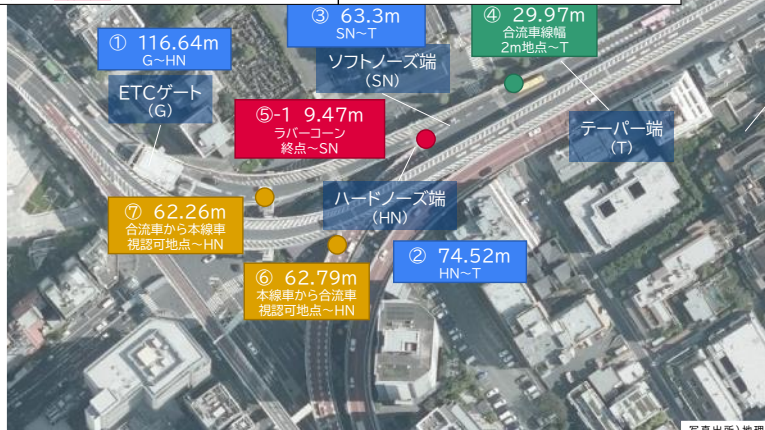 ① 116.64m
G~HN
③ 63.3m
SN~T
④ 29.97m
合流車線幅
2m地点~T
ソフトノーズ端
(SN)
ETCゲート
(G)
⑤-1 9.47m
ラバーコーン
終点~SN
テーパー端
(T)
ハードノーズ端
(HN)
⑦ 62.26m
合流車から本線車
視認可地点~HN
② 74.52m
HN~T
⑥ 62.79m
本線車から合流車
視認可地点~HN